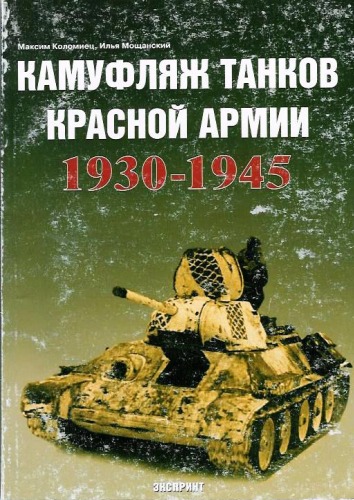 Максим Коломиец, Илья Мощанский
КАМУФЛЯЖ ТАНКОВ
КРАСНОЙ АРМИИ
1930-1945
ЭКСПРИНТ